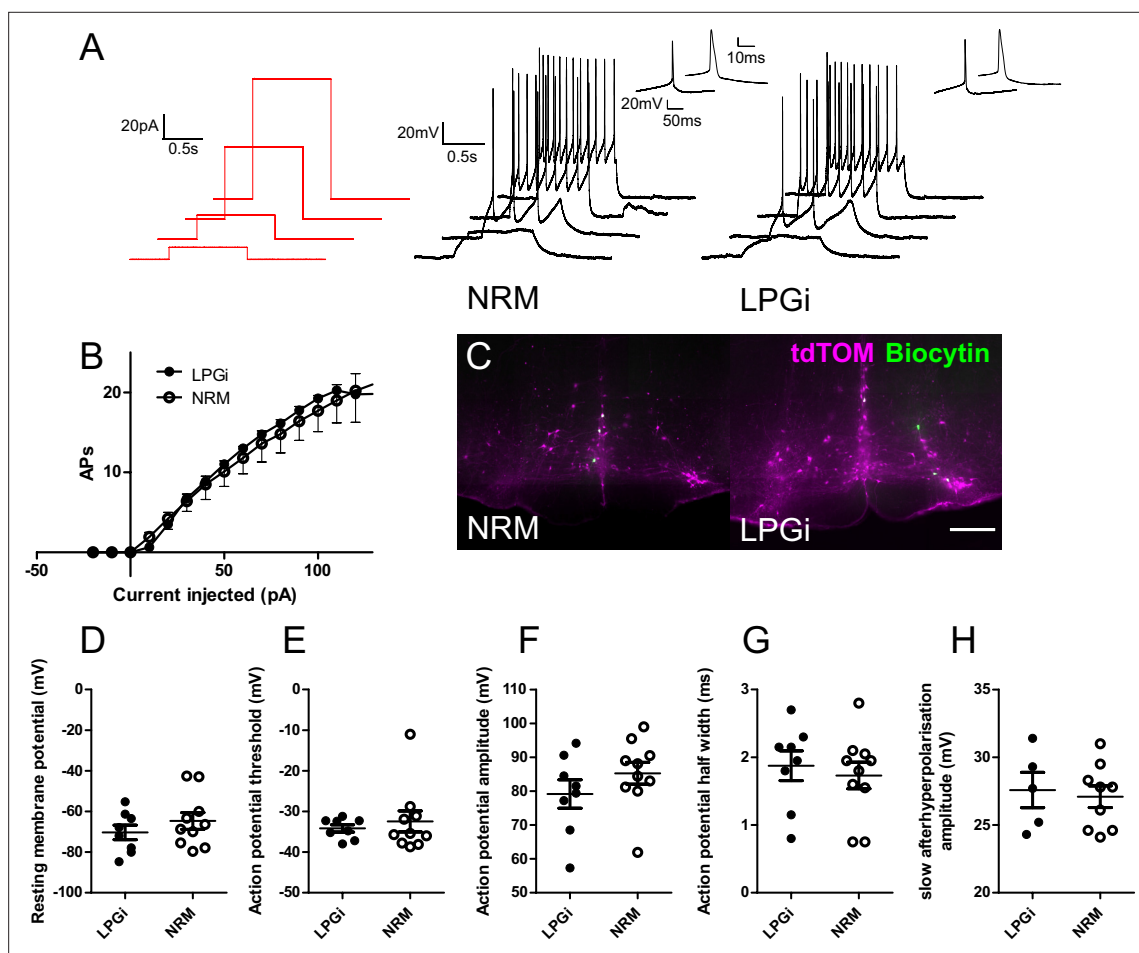 A
20pA
0.5s
20mV
0.5s
10ms
20mV
50ms
NRM
LPGi
B
LPGi
NRM
APs
20
10
-50
0
50
100
Current injected (pA)
C
tdTOM Biocytin
NRM
LPGi
D
Resting membrane potential (mV)
0
-20
-40
-60
-80
-100
LPGi
NRM
E
Action potential threshold (mV)
0
-10
-20
-30
-40
-50
LPGi
NRM
F
Action potential amplitude (mV)
110
100
90
80
70
60
50
LPGi
NRM
G
Action potential half width (ms)
3
2
1
0
LPGi
NRM
H
slow afterhyperpolarisation
amplitude (mV)
35
30
25
20
LPGi
NRM